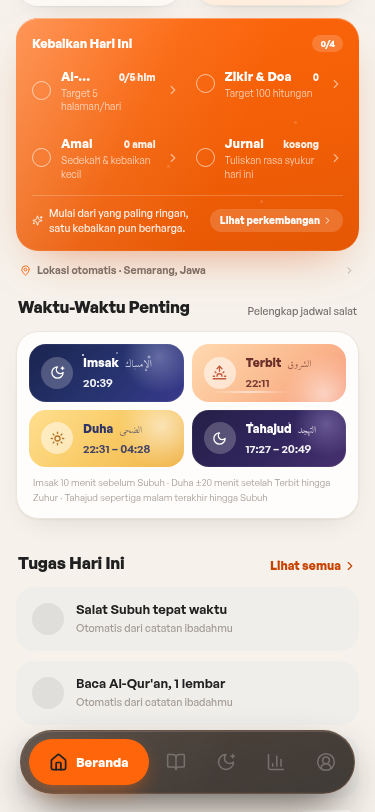 Kebaikan Hari Ini
0/4
Al-... 0/5 hlm
Target 5
halaman/hari
Zikir & Doa 0
Target 100 hitungan
Amal 0 amal
Sedekah & kebaikan
kecil
Jurnal kosong
Tuliskan rasa syukur
hari ini
Mulai dari yang paling ringan,
satu kebaikan pun berharga.
Lihat perkembangan
Lokasi otomatis · Semarang, Jawa
Waktu-Waktu Penting
Pelengkap jadwal salat
Imsak الإمساك
20:39
Terbit الشروق
22:11
Duha الضحى
22:31 – 04:28
Tahajud التهجد
17:27 – 20:49
Imsak 10 menit sebelum Subuh · Duha ±20 menit setelah Terbit hingga
Zuhur · Tahajud sepertiga malam terakhir hingga Subuh
Tugas Hari Ini
Lihat semua
Salat Subuh tepat waktu
Otomatis dari catatan ibadahmu
Baca Al-Qur'an, 1 lembar
Otomatis dari catatan ibadahmu
Beranda